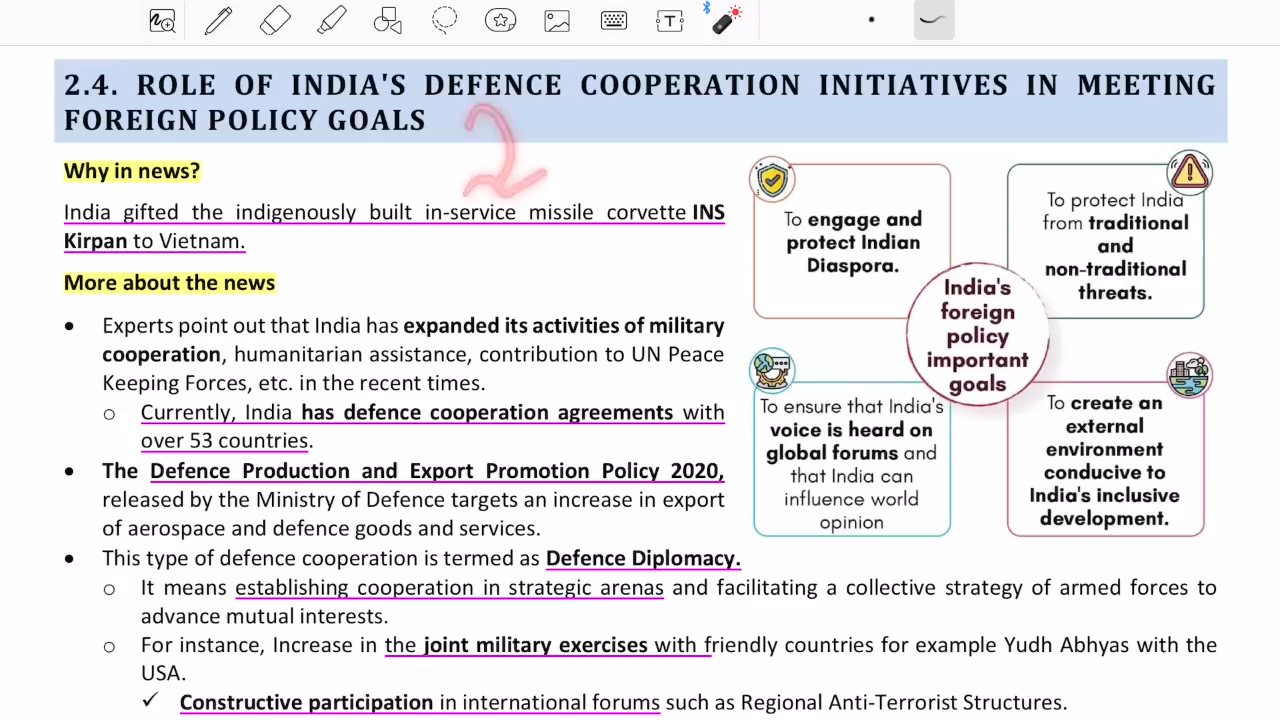 2.4. ROLE OF INDIA'S DEFENCE COOPERATION INITIATIVES IN MEETING
FOREIGN POLICY GOALS
Why in news?
India gifted the indigenously built in-service missile corvette INS
Kirpan to Vietnam.
More about the news
• Experts point out that India has expanded its activities of military
cooperation, humanitarian assistance, contribution to UN Peace
Keeping Forces, etc. in the recent times.
o Currently, India has defence cooperation agreements with
over 53 countries.
• The Defence Production and Export Promotion Policy 2020,
released by the Ministry of Defence targets an increase in export
of aerospace and defence goods and services.
• This type of defence cooperation is termed as Defence Diplomacy.
o It means establishing cooperation in strategic arenas and facilitating a collective strategy of armed forces to
advance mutual interests.
o For instance, Increase in the joint military exercises with friendly countries for example Yudh Abhyas with the
USA.
✓ Constructive participation in international forums such as Regional Anti-Terrorist Structures.
To engage and
protect Indian
Diaspora.
To protect India
from traditional
and
non-traditional
threats.
India's
foreign
policy
important
goals
To ensure that India's
voice is heard on
global forums and
that India can
influence world
opinion
To create an
external
environment
conducive to
India's inclusive
development.
T